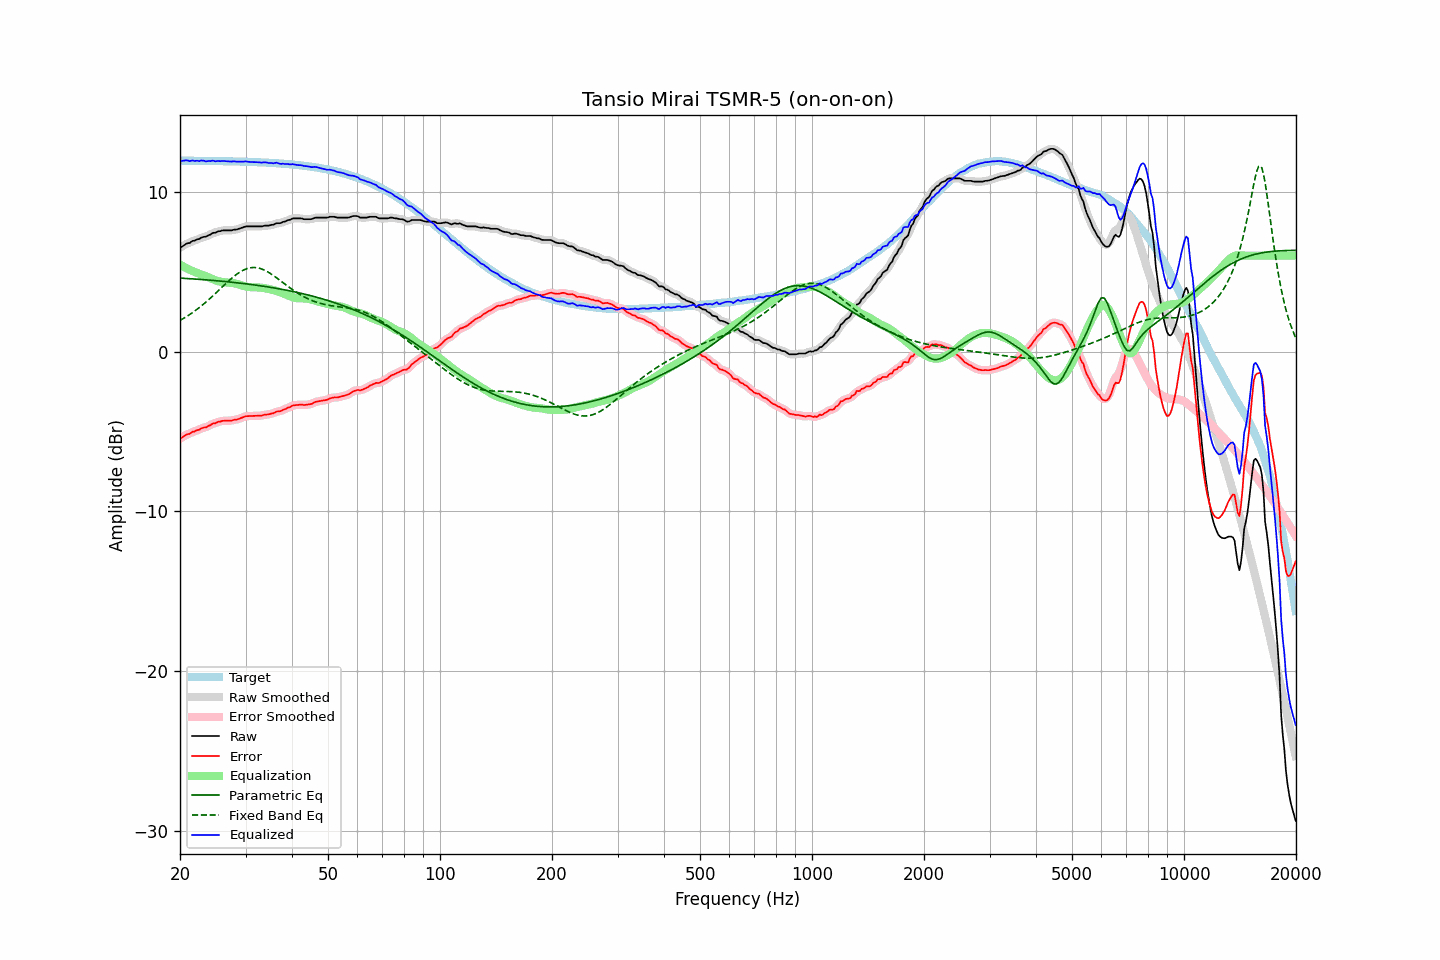 Tansio Mirai TSMR-5 (on-on-on)
Amplitude (dBr)
10
0
−10
−20
−30
Target
Raw Smoothed
Error Smoothed
Raw
Error
Equalization
Parametric Eq
Fixed Band Eq
Equalized
20 50 100 200 500 1000 2000 5000 10000 20000
Frequency (Hz)